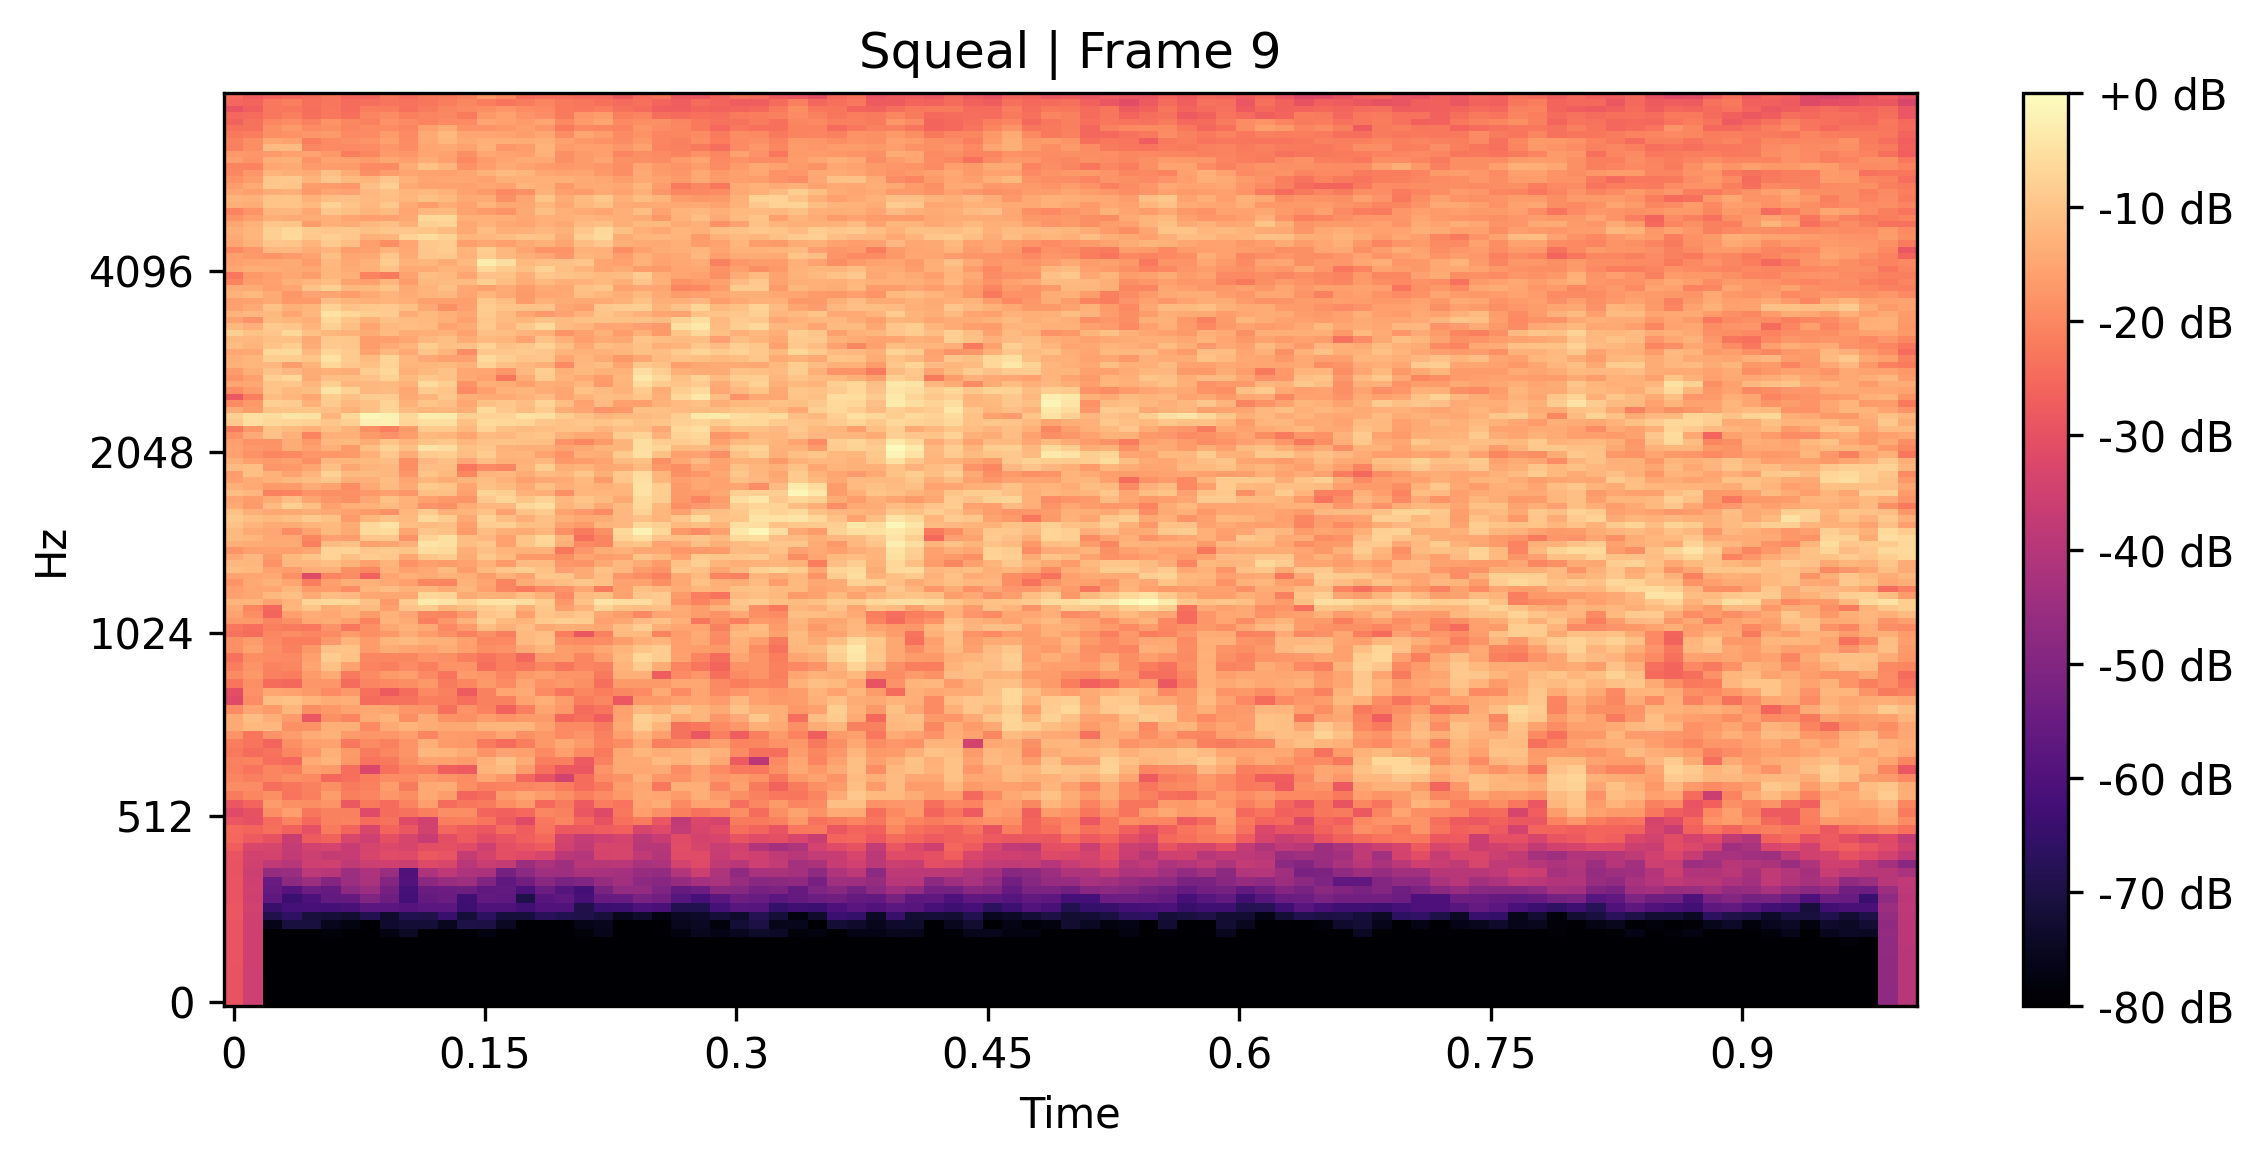 Squeal | Frame 9
Hz
4096
2048
1024
512
0
0 0.15 0.3 0.45 0.6 0.75 0.9
Time
+0 dB
-10 dB
-20 dB
-30 dB
-40 dB
-50 dB
-60 dB
-70 dB
-80 dB